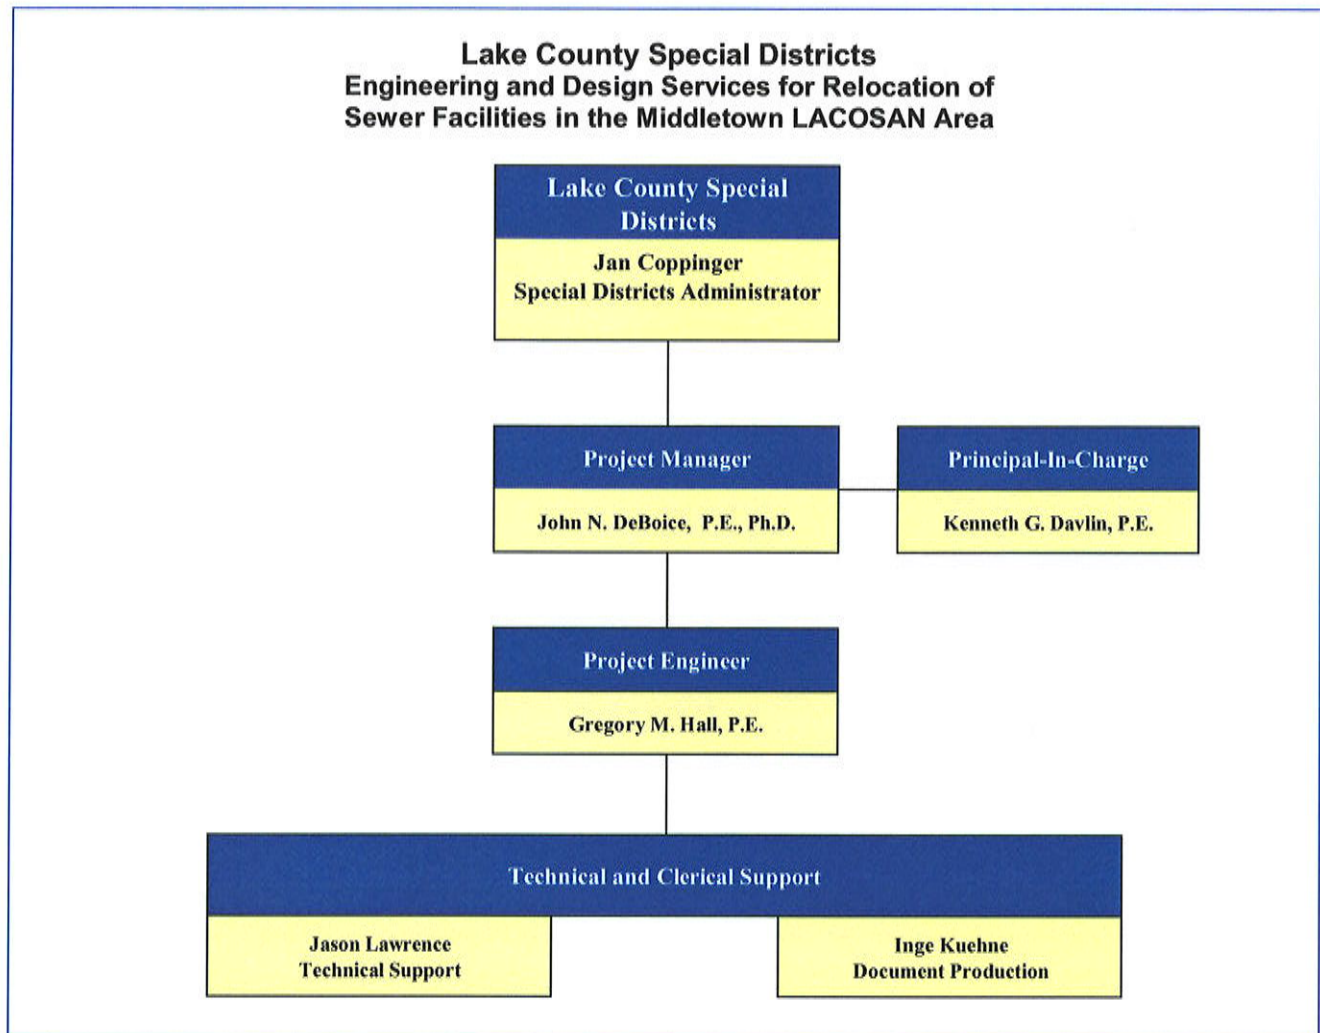 Lake County Special Districts
Engineering and Design Services for Relocation of
Sewer Facilities in the Middletown LACOSAN Area
Lake County Special
Districts
Jan Coppinger
Special Districts Administrator
Project Manager
John N. DeBoice, P.E., Ph.D.
Principal-In-Charge
Kenneth G. Davlin, P.E.
Project Engineer
Gregory M. Hall, P.E.
Technical and Clerical Support
Jason Lawrence
Technical Support
Inge Kuehne
Document Production